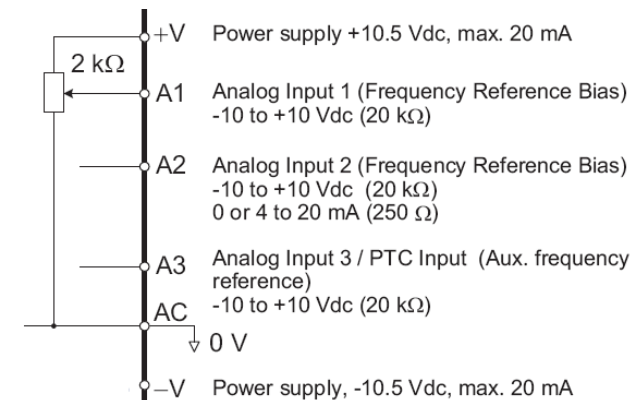 +V Power supply +10.5 Vdc, max. 20 mA
2 kΩ
A1 Analog Input 1 (Frequency Reference Bias)
-10 to +10 Vdc (20 kΩ)
A2 Analog Input 2 (Frequency Reference Bias)
-10 to +10 Vdc (20 kΩ)
0 or 4 to 20 mA (250 Ω)
A3 Analog Input 3 / PTC Input (Aux. frequency
reference)
-10 to +10 Vdc (20 kΩ)
AC
0 V
–V Power supply, -10.5 Vdc, max. 20 mA